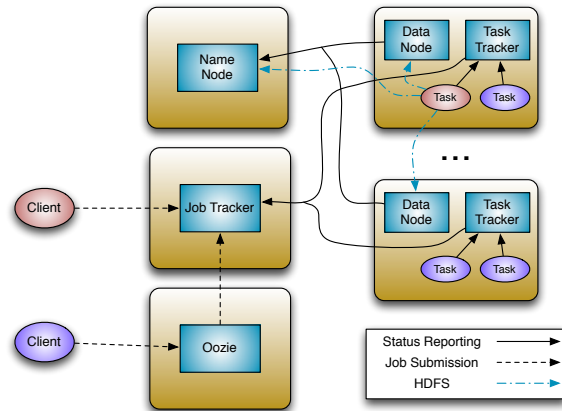 Name
Node
Data
Node
Task
Tracker
Task
Task
...
Client
Job Tracker
Data
Node
Task
Tracker
Task
Task
Client
Oozie
Status Reporting
Job Submission
HDFS